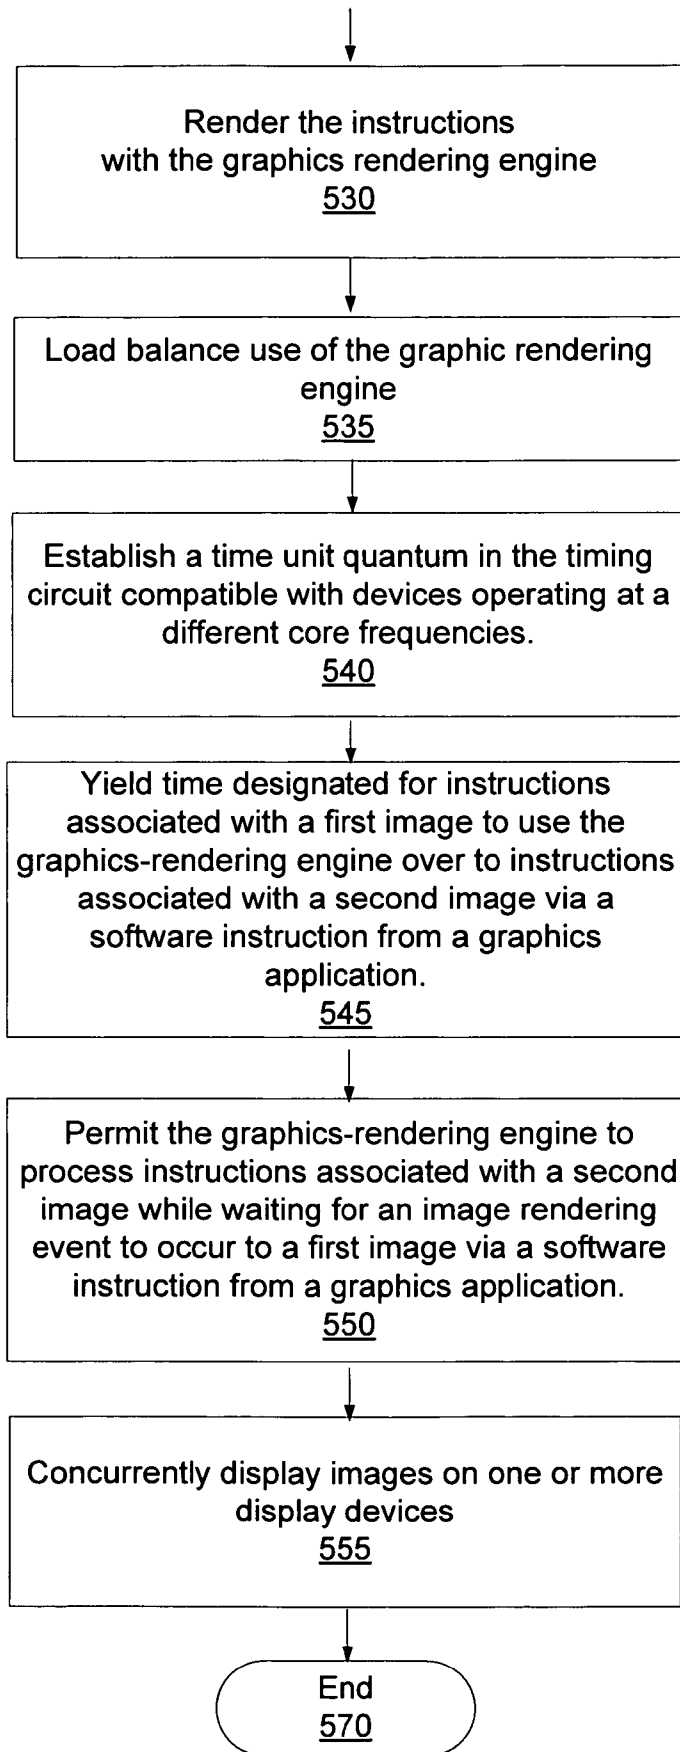 Render the instructions
with the graphics rendering engine
530
Load balance use of the graphic rendering
engine
535
Establish a time unit quantum in the timing
circuit compatible with devices operating at a
different core frequencies.
540
Yield time designated for instructions
associated with a first image to use the
graphics-rendering engine over to instructions
associated with a second image via a
software instruction from a graphics
application.
545
Permit the graphics-rendering engine to
process instructions associated with a second
image while waiting for an image rendering
event to occur to a first image via a software
instruction from a graphics application.
550
Concurrently display images on one or more
display devices
555
End
570